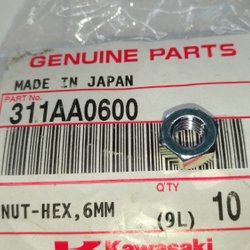 GENUINE PARTS
MADE IN JAPAN
PART No.
311AA0600
Q'TY
NUT-HEX,6MM (9L) 10
Kawasaki